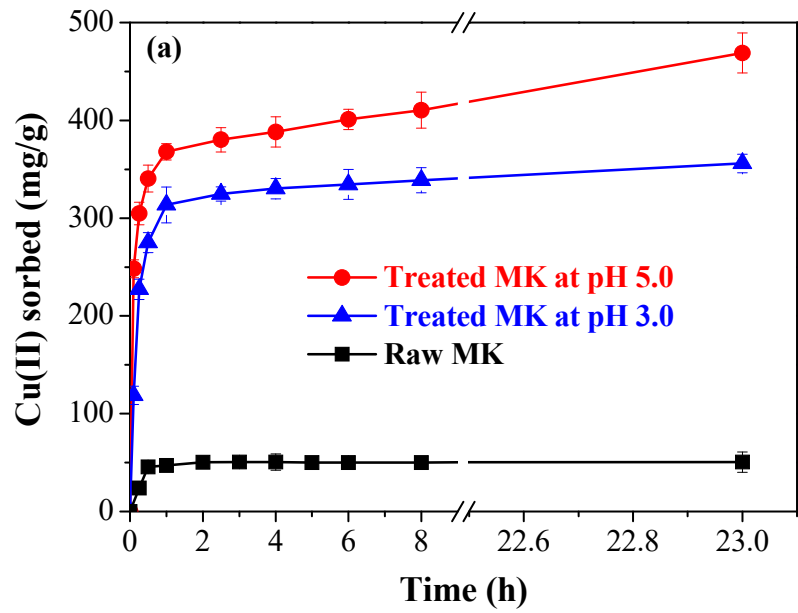 (a)
500
400
300
200
100
0
Cu(II) sorbed (mg/g)
Treated MK at pH 5.0
Treated MK at pH 3.0
Raw MK
0 2 4 6 8 22.6 22.8 23.0
Time (h)